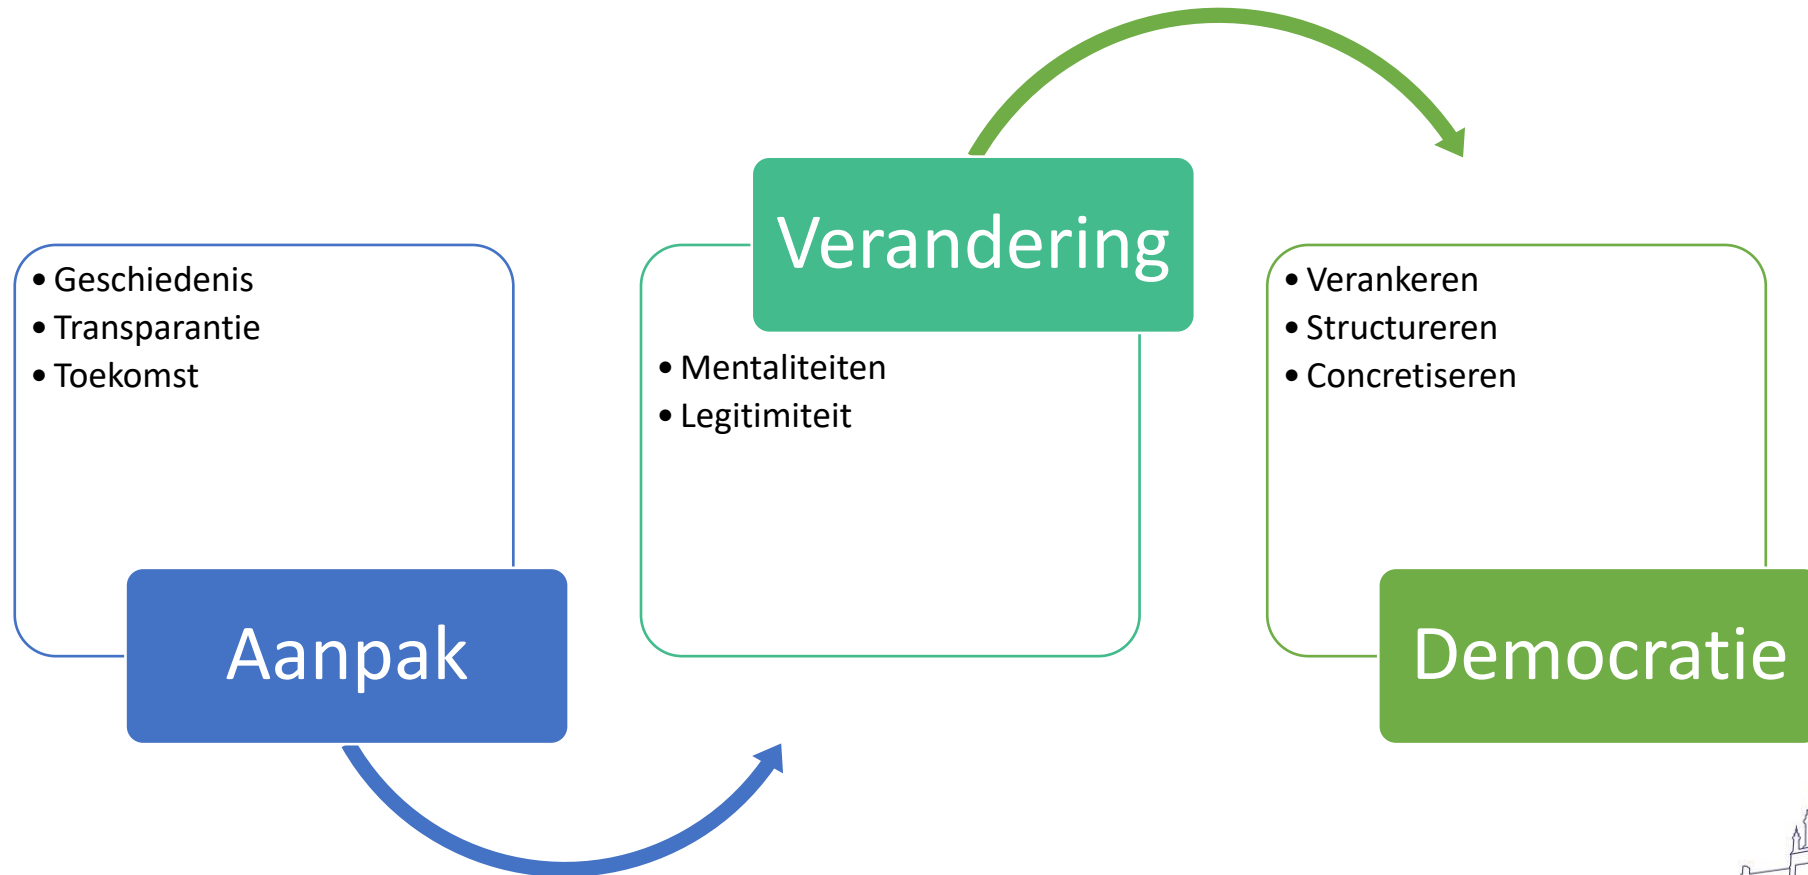 • Geschiedenis
• Transparantie
• Toekomst
Aanpak
Verandering
• Mentaliteiten
• Legitimiteit
• Verankeren
• Structureren
• Concretiseren
Democratie